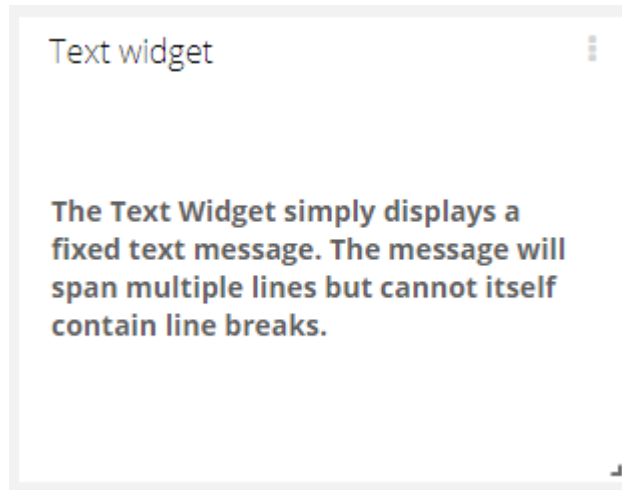 Text widget
The Text Widget simply displays a
fixed text message. The message will
span multiple lines but cannot itself
contain line breaks.